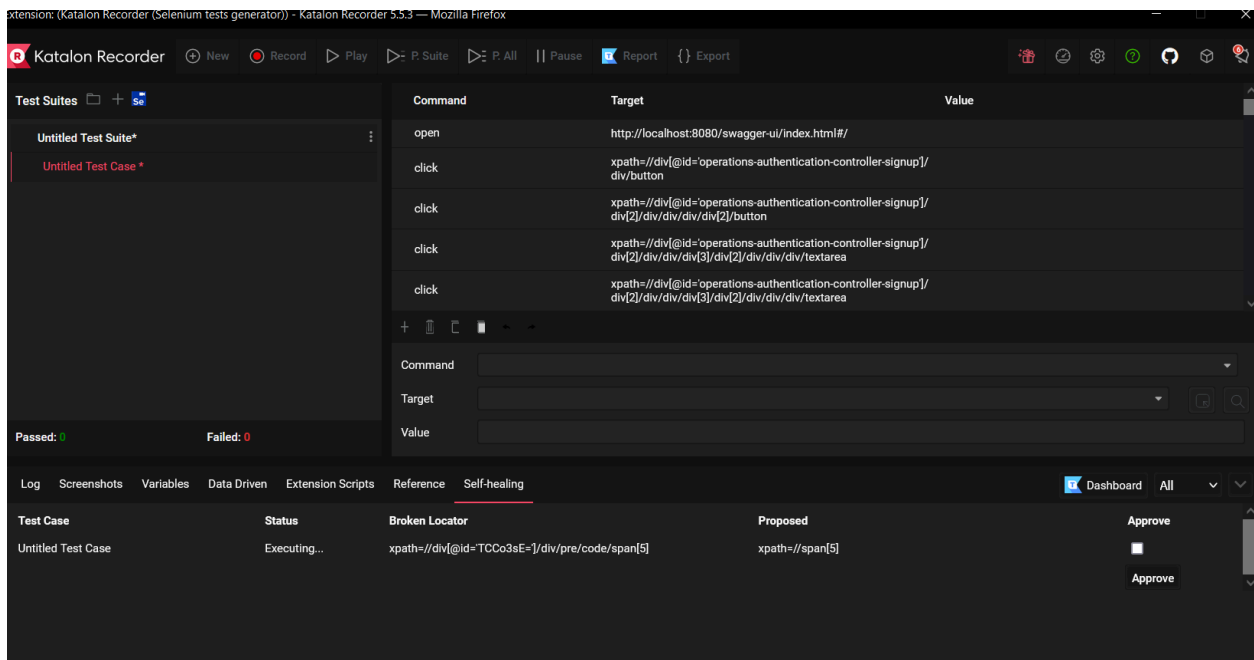 Extension: (Katalon Recorder (Selenium tests generator)) - Katalon Recorder 5.5.3 — Mozilla Firefox
R Katalon Recorder New Record Play P. Suite P. All Pause Report {} Export 6
Test Suites Se
Untitled Test Suite*
Untitled Test Case *
Passed: 0 Failed: 0
Command Target Value
open http://localhost:8080/swagger-ui/index.html#/
click xpath=//div[@id='operations-authentication-controller-signup']/
div/button
click xpath=//div[@id='operations-authentication-controller-signup']/
div[2]/div/div/div/div[2]/button
click xpath=//div[@id='operations-authentication-controller-signup']/
div[2]/div/div/div[3]/div[2]/div/div/div/textarea
click xpath=//div[@id='operations-authentication-controller-signup']/
div[2]/div/div/div[3]/div[2]/div/div/div/textarea
Command
Target
Value
Log Screenshots Variables Data Driven Extension Scripts Reference Self-healing Dashboard All
Test Case Status Broken Locator Proposed Approve
Untitled Test Case Executing... xpath=//div[@id='TCCo3sE=']/div/pre/code/span[5] xpath=//span[5]
Approve